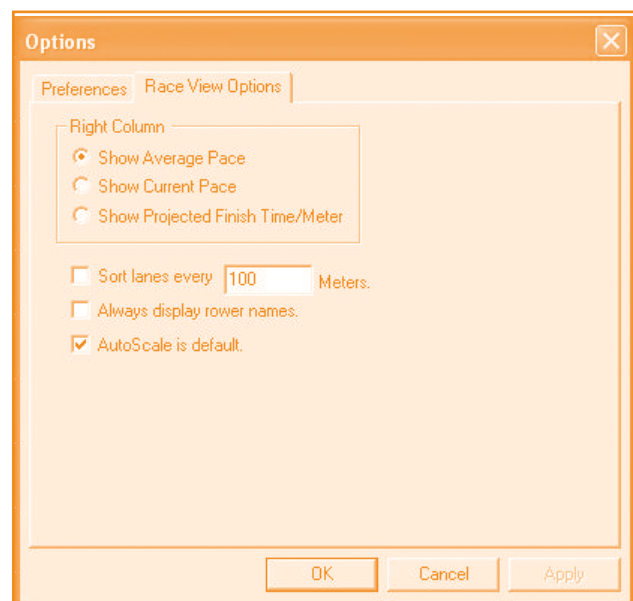 Options
Preferences Race View Options
Right Column
Show Average Pace
Show Current Pace
Show Projected Finish Time/Meter
Sort lanes every 100 Meters.
Always display rower names.
AutoScale is default.
OK Cancel Apply